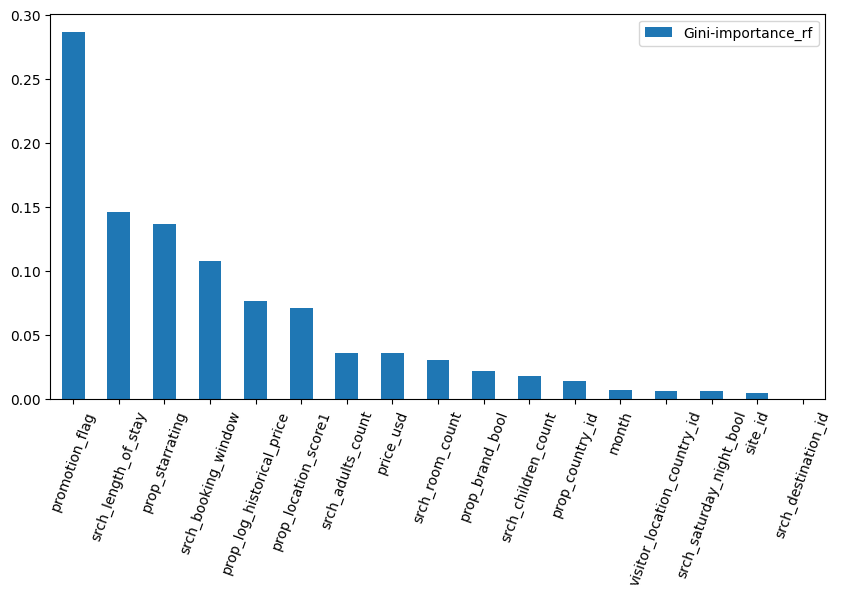 0.30
0.25
0.20
0.15
0.10
0.05
0.00
Gini-importance_rf
promotion_flag
srch_length_of_stay
prop_starrating
srch_booking_window
prop_log_historical_price
prop_location_score1
srch_adults_count
price_usd
srch_room_count
prop_brand_bool
srch_children_count
prop_country_id
month
visitor_location_country_id
srch_saturday_night_bool
site_id
srch_destination_id